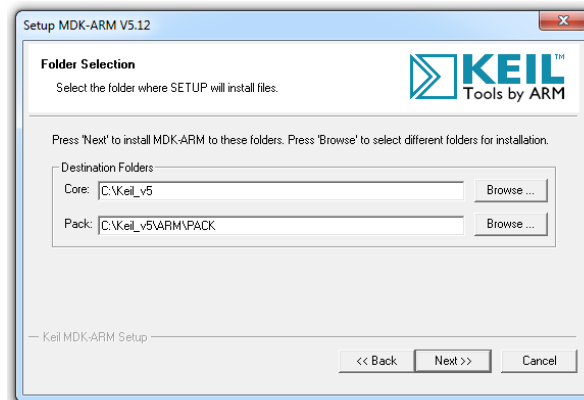 Setup MDK-ARM V5.12
Folder Selection
Select the folder where SETUP will install files.
KEIL™
Tools by ARM
Press 'Next' to install MDK-ARM to these folders. Press 'Browse' to select different folders for installation.
Destination Folders
Core: C:\Keil_v5 Browse ...
Pack: C:\Keil_v5\ARM\PACK Browse ...
Keil MDK-ARM Setup
<< Back Next >> Cancel